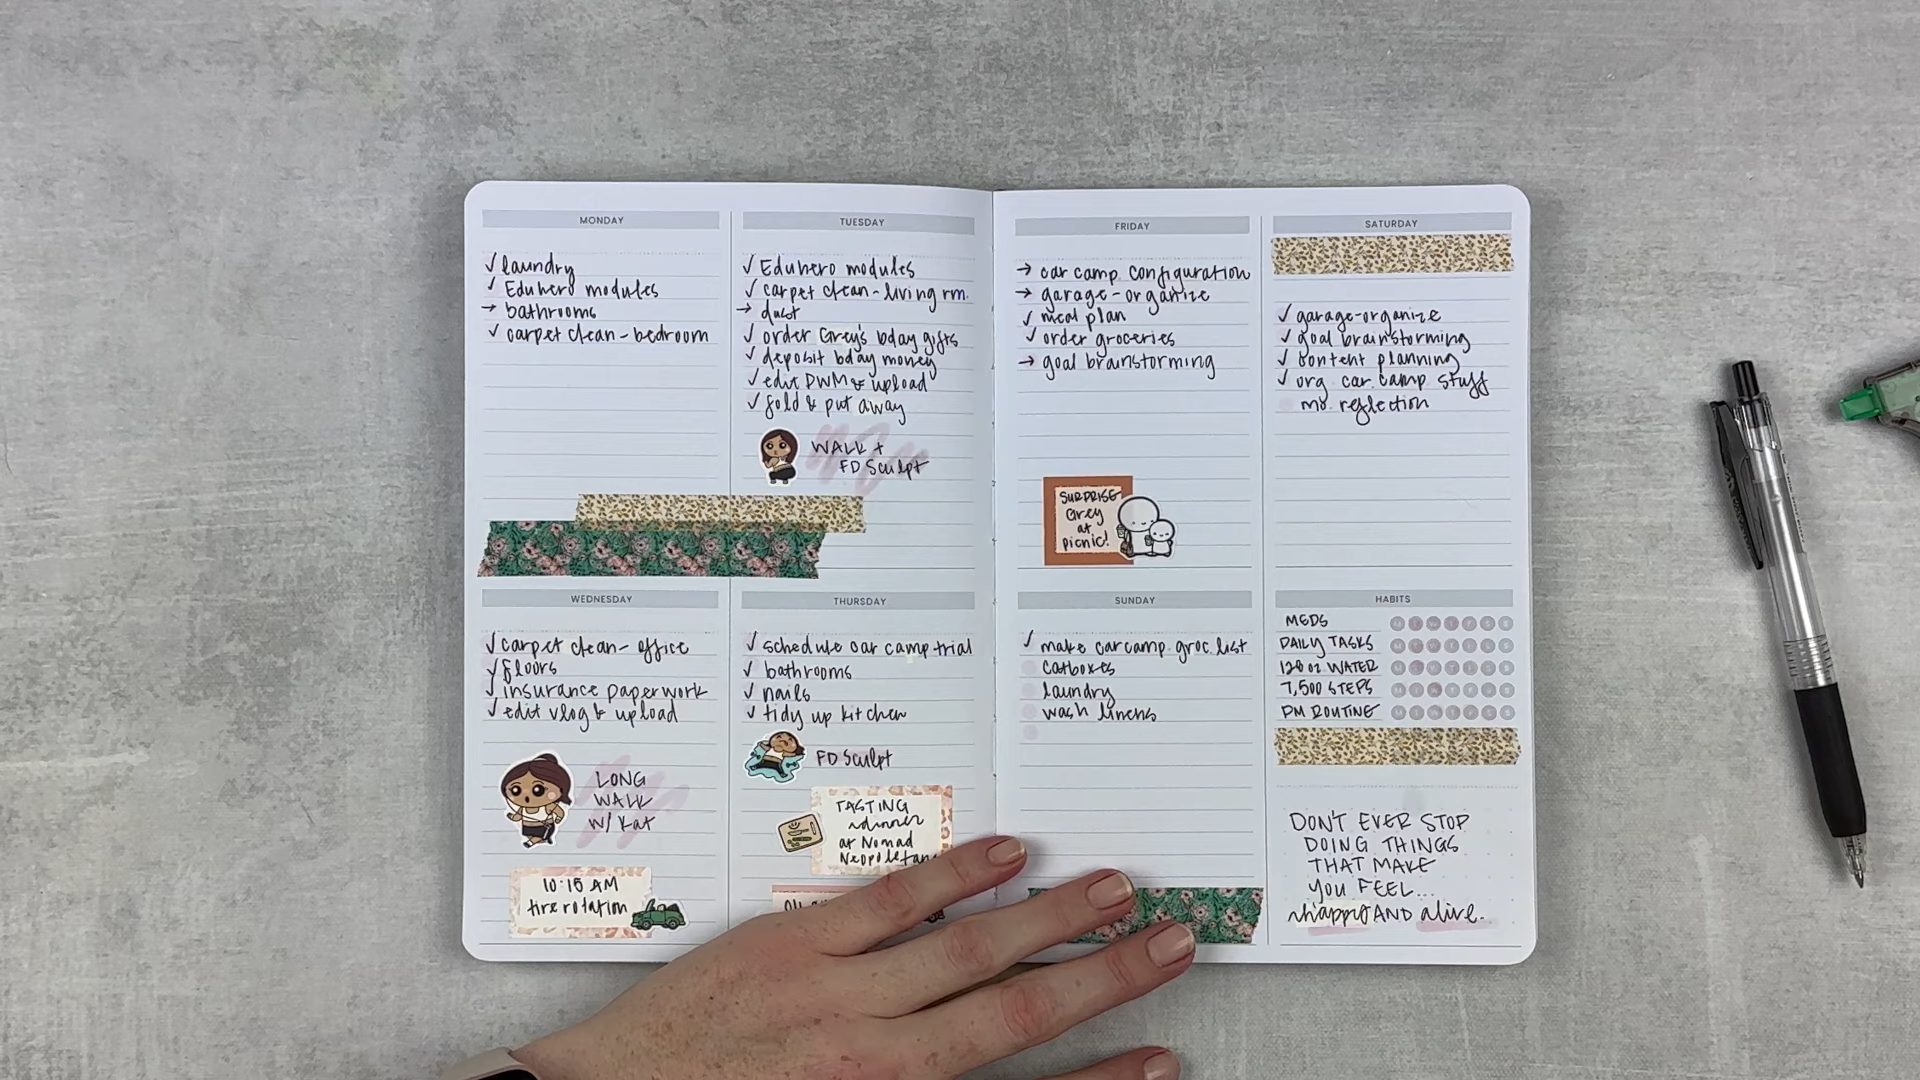 MONDAY
✓ laundry
✓ Eduhero modules
→ bathrooms
✓ carpet clean - bedroom
TUESDAY
✓ Eduhero modules
✓ carpet clean - living rm.
→ dust
✓ order Grey's bday gifts
✓ deposit bday money
✓ edit DWM & upload
✓ fold & put away
WALK +
FD Sculpt
WEDNESDAY
✓ carpet clean - office
✓ floors
✓ insurance paperwork
✓ edit vlog & upload
LONG
WALK
w/ Kat
10:15 AM
tire rotation
THURSDAY
✓ schedule car camp trial
✓ bathrooms
✓ nails
✓ tidy up kitchen
FD Sculpt
TASTING
dinner
at Nomad
Neopoletan
FRIDAY
→ car camp configuration
→ garage - organize
✓ meal plan
✓ order groceries
→ goal brainstorming
SURPRISE
Grey
at
picnic!
SATURDAY
✓ garage-organize
✓ goal brainstorming
✓ content planning
✓ org car camp stuff
mo. reflection
SUNDAY
✓ make car camp groc. list
catboxes
laundry
wash linens
HABITS
MEDS M T W T F S S
DAILY TASKS M T W T F S S
128 oz WATER M T W T F S S
7,500 STEPS M T W T F S S
PM ROUTINE M T W T F S S
DON'T EVER STOP
DOING THINGS
THAT MAKE
YOU FEEL...
happy AND alive.